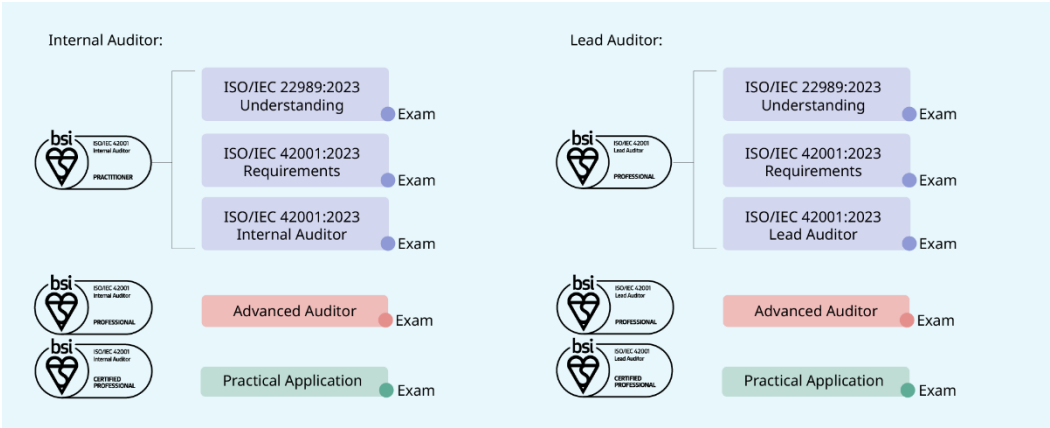 Internal Auditor:
bsi
ISO/IEC 42001
Internal Auditor
PRACTITIONER
ISO/IEC 22989:2023
Understanding
Exam
ISO/IEC 42001:2023
Requirements
Exam
ISO/IEC 42001:2023
Internal Auditor
Exam
bsi
ISO/IEC 42001
Internal Auditor
PROFESSIONAL
Advanced Auditor
Exam
bsi
ISO/IEC 42001
Internal Auditor
CERTIFIED
PROFESSIONAL
Practical Application
Exam
Lead Auditor:
bsi
ISO/IEC 42001
Lead Auditor
PROFESSIONAL
ISO/IEC 22989:2023
Understanding
Exam
ISO/IEC 42001:2023
Requirements
Exam
ISO/IEC 42001:2023
Lead Auditor
Exam
bsi
ISO/IEC 42001
Lead Auditor
PROFESSIONAL
Advanced Auditor
Exam
bsi
ISO/IEC 42001
Lead Auditor
CERTIFIED
PROFESSIONAL
Practical Application
Exam